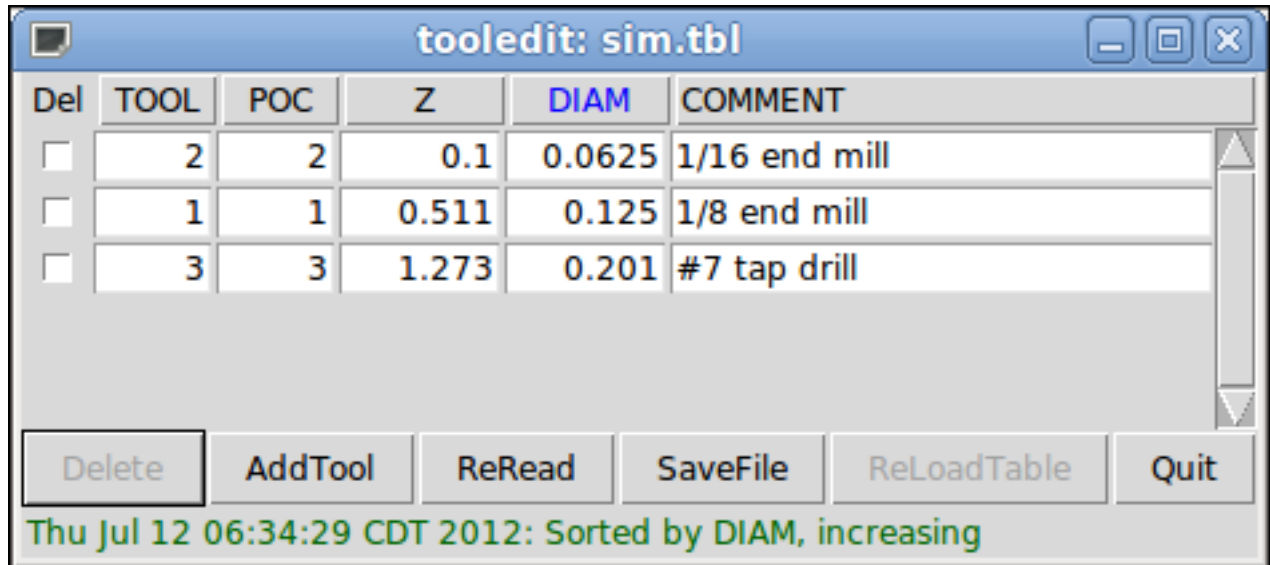 tooledit: sim.tbl
Del TOOL POC Z DIAM COMMENT
2 2 0.1 0.0625 1/16 end mill
1 1 0.511 0.125 1/8 end mill
3 3 1.273 0.201 #7 tap drill
Delete AddTool ReRead SaveFile ReLoadTable Quit
Thu Jul 12 06:34:29 CDT 2012: Sorted by DIAM, increasing